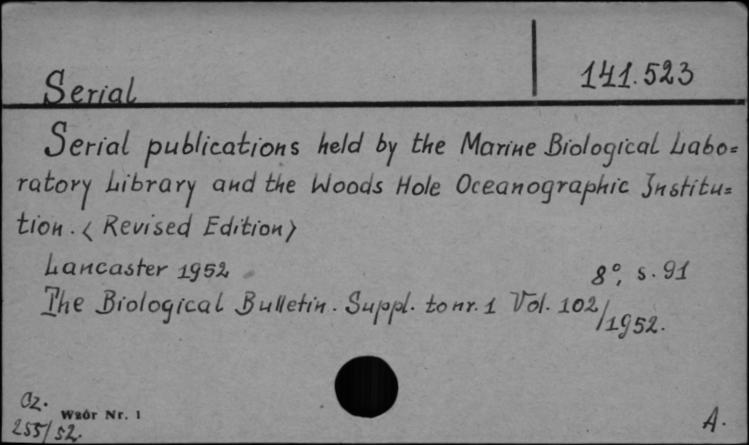 Serial 141.523
Serial publications held by the Marine Biological Labo=
ratory Library and the Woods Hole Oceanographic Institu=
tion. < Revised Edition >
Lancaster 1952 8°, s. 91
The Biological Bulletin. Suppl. to nr. 1 Vol. 102/1952.
Cz.
Wzór Nr. 1
255/52.
A.